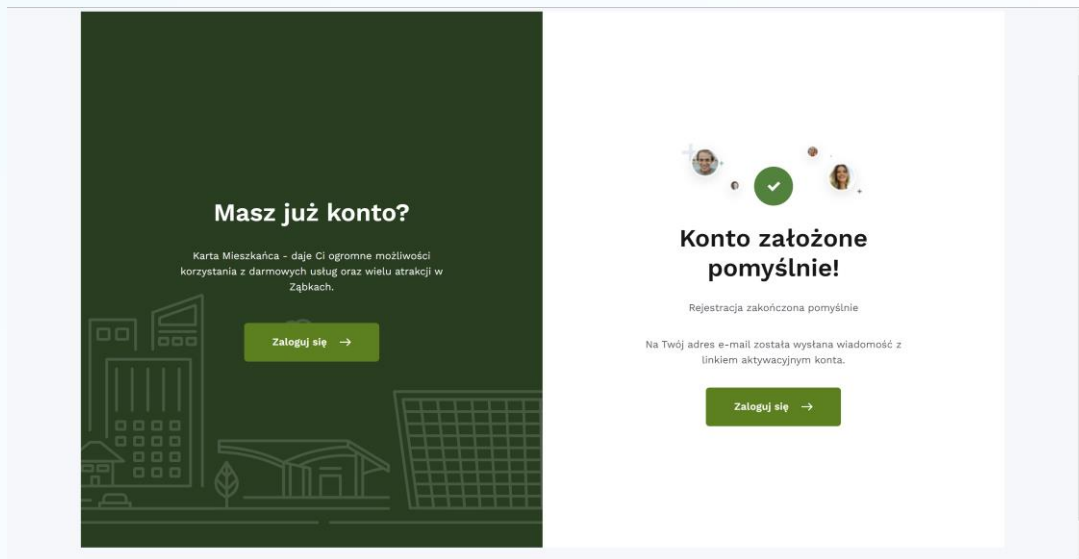 Masz już konto?
Karta Mieszkańca - daje Ci ogromne możliwości
korzystania z darmowych usług oraz wielu atrakcji w
Ząbkach.
Zaloguj się
Konto założone
pomyślnie!
Rejestracja zakończona pomyślnie
Na Twój adres e-mail została wysłana wiadomość z
linkiem aktywacyjnym konta.
Zaloguj się